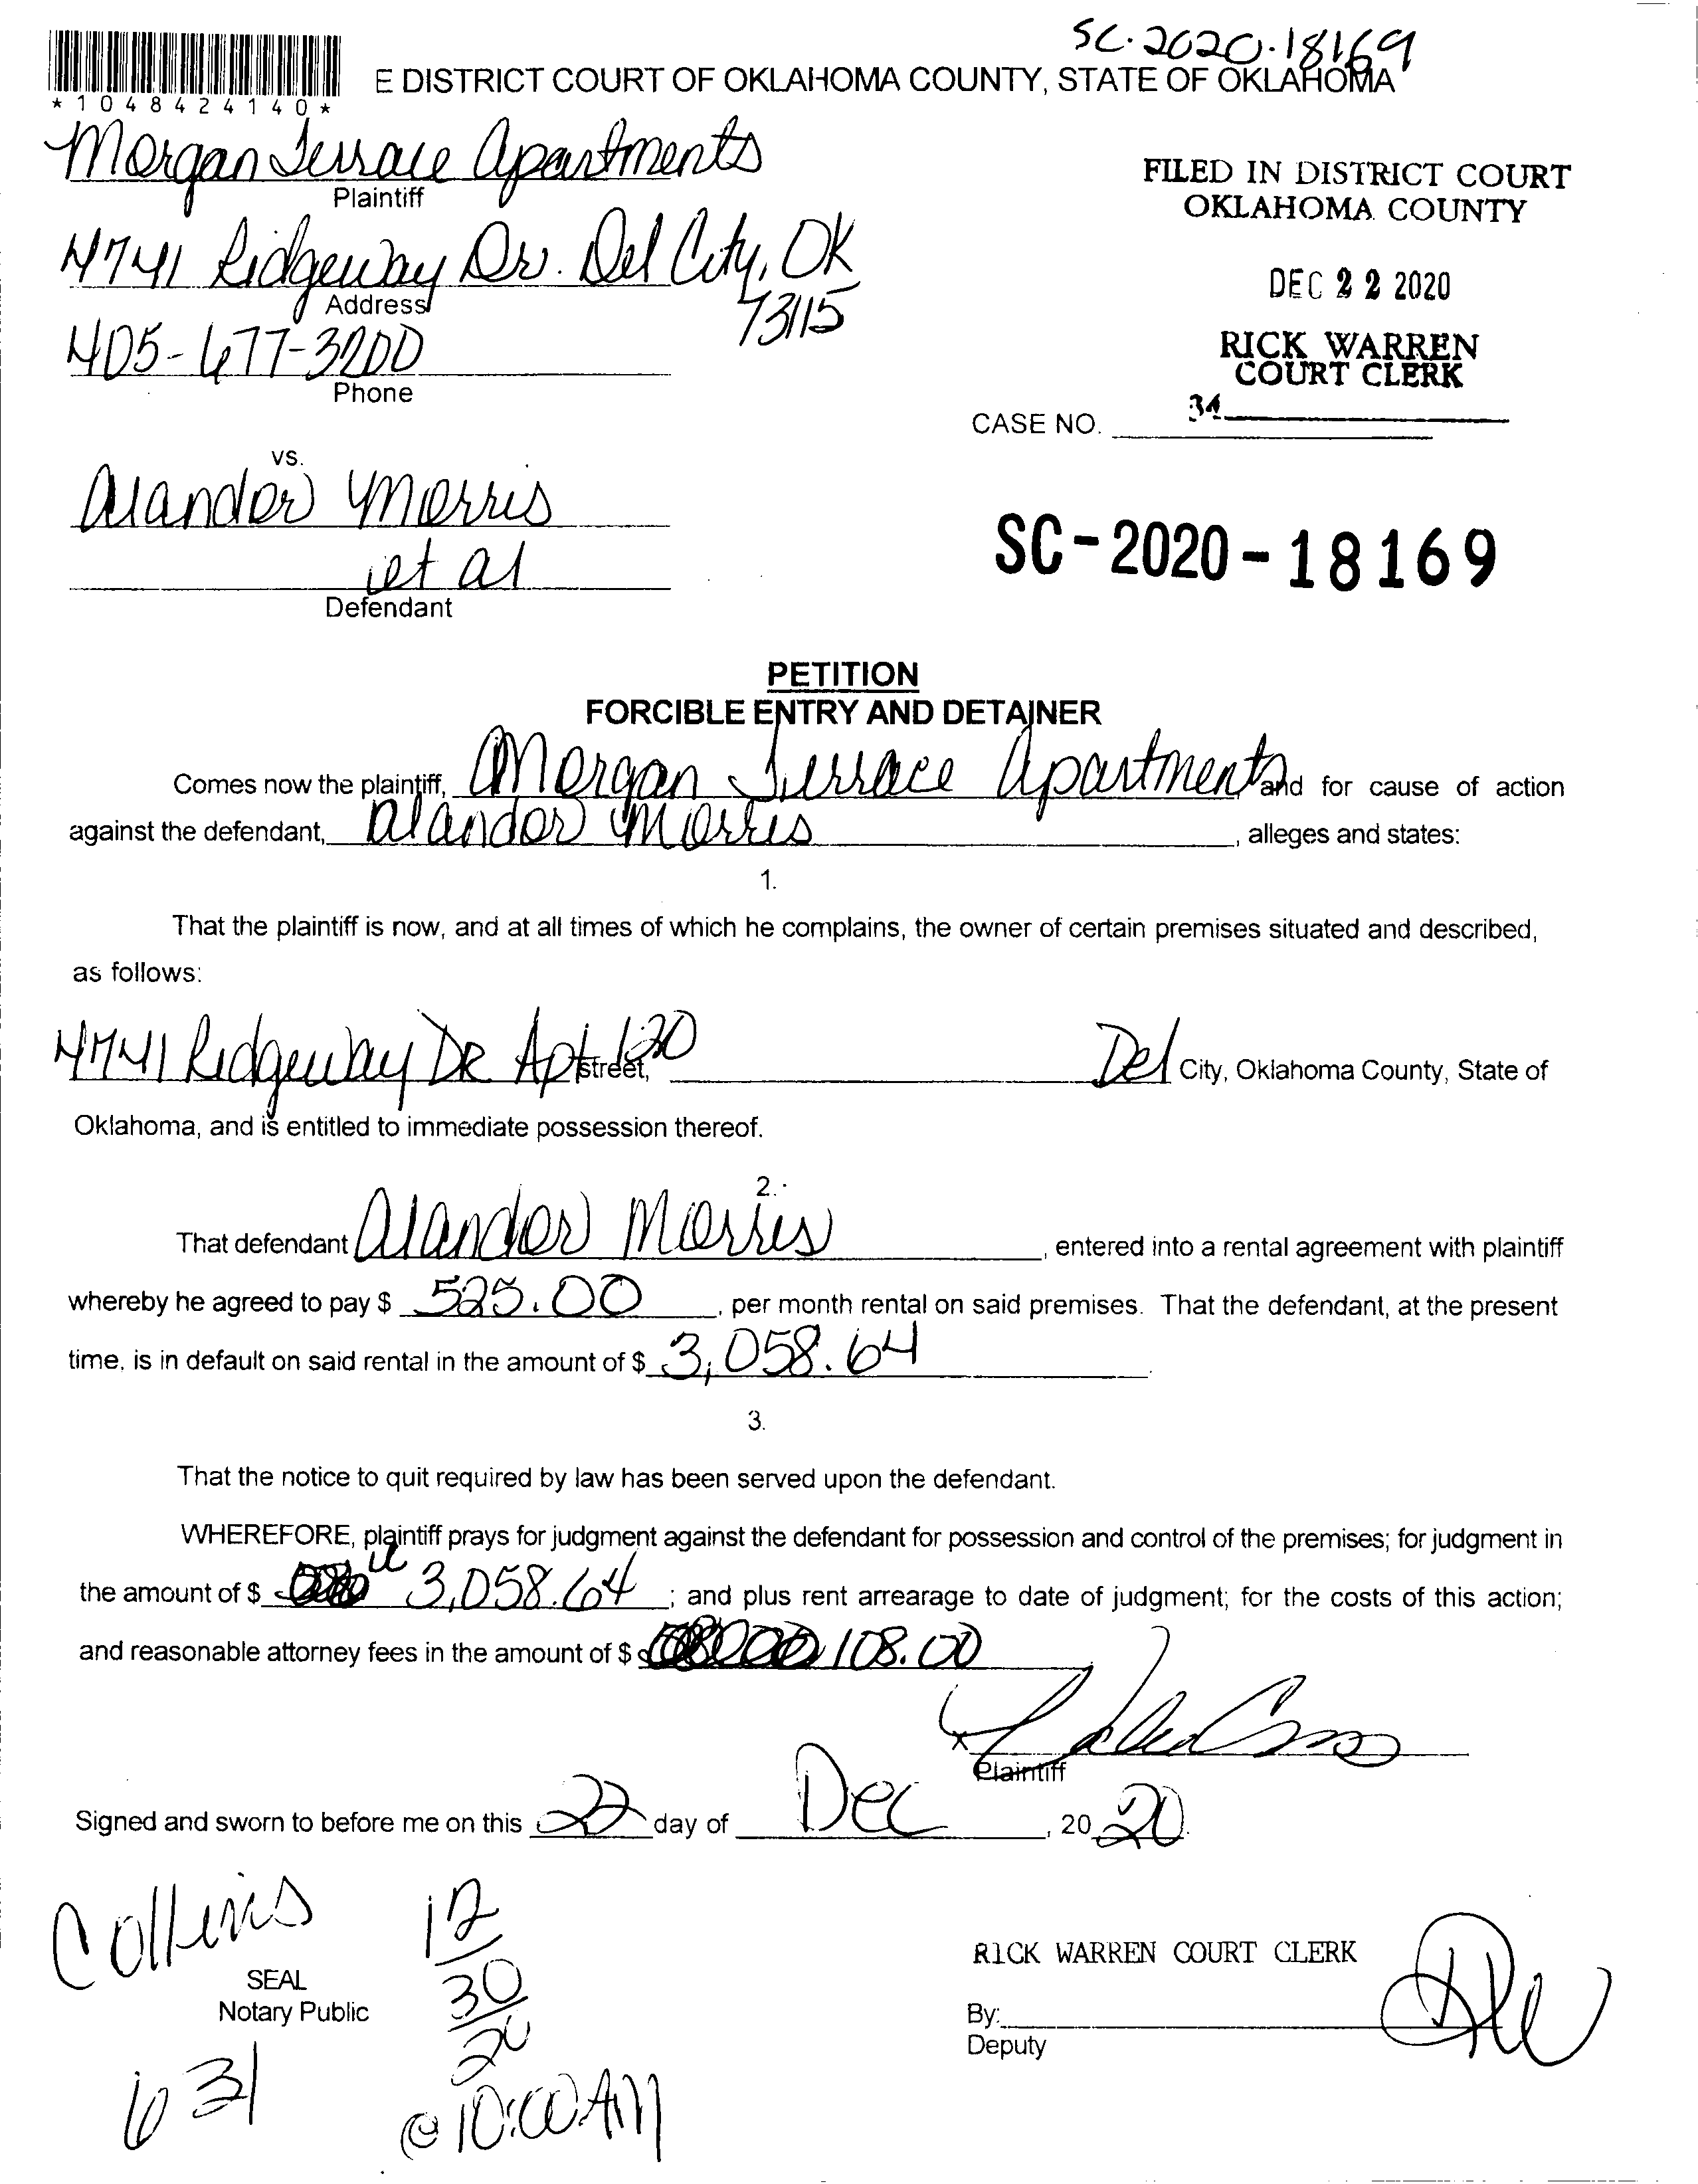 SC-2020-18169
*1048424140*
E DISTRICT COURT OF OKLAHOMA COUNTY, STATE OF OKLAHOMA
Morgan Terrace Apartments
Plaintiff
4741 Ridgeway Dr. Del City, OK
73115
Address
405-677-3200
Phone
FILED IN DISTRICT COURT
OKLAHOMA COUNTY
DEC 22 2020
RICK WARREN
COURT CLERK
34
CASE NO.
vs.
Alandor Morris
et al
Defendant
SC-2020-18169
PETITION
FORCIBLE ENTRY AND DETAINER
Comes now the plaintiff, Morgan Terrace Apartments and for cause of action
against the defendant, Alandor Morris, alleges and states:
1.
That the plaintiff is now, and at all times of which he complains, the owner of certain premises situated and described,
as follows:
4741 Ridgeway DR Apt 120 street, Del City, Oklahoma County, State of
Oklahoma, and is entitled to immediate possession thereof.
2.
That defendant Alandor Morris, entered into a rental agreement with plaintiff
whereby he agreed to pay $ 525.00, per month rental on said premises. That the defendant, at the present
time, is in default on said rental in the amount of $ 3,058.64
3.
That the notice to quit required by law has been served upon the defendant.
WHEREFORE, plaintiff prays for judgment against the defendant for possession and control of the premises; for judgment in
the amount of $ 3,058.64; and plus rent arrearage to date of judgment; for the costs of this action;
and reasonable attorney fees in the amount of $ 108.00
x
Plaintiff
Signed and sworn to before me on this 22 day of Dec, 20 20.
Collins
12/30/20
@ 10:00 AM
SEAL
Notary Public
631
RICK WARREN COURT CLERK
By:
Deputy